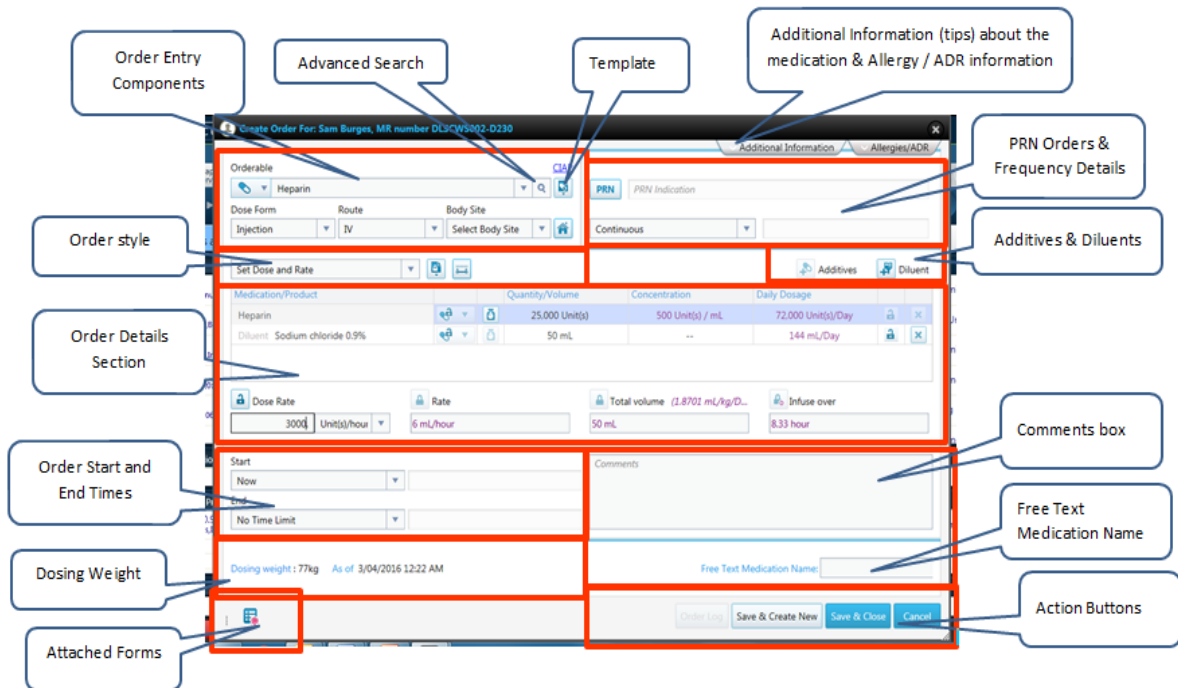 Order Entry
Components
Advanced Search
Template
Additional Information (tips) about the
medication & Allergy / ADR information
Create Order For: Sam Burges, MR number DLSCWS002-D230
Additional Information
Allergies/ADR
PRN Orders &
Frequency Details
Orderable
CIAP
Heparin
PRN
PRN Indication
Dose Form
Route
Body Site
Injection
IV
Select Body Site
Continuous
Order style
Set Dose and Rate
Additives
Diluent
Additives & Diluents
Medication/Product
Quantity/Volume
Concentration
Daily Dosage
Heparin
25,000 Unit(s)
500 Unit(s) / mL
72,000 Unit(s)/Day
Diluent Sodium chloride 0.9%
50 mL
--
144 mL/Day
Order Details
Section
Dose Rate
Rate
Total volume (1.8701 mL/kg/D...
Infuse over
3000
Unit(s)/hour
6 mL/hour
50 mL
8.33 hour
Comments box
Order Start and
End Times
Start
Now
End
No Time Limit
Comments
Free Text
Medication Name
Dosing Weight
Dosing weight : 77kg As of 3/04/2016 12:22 AM
Free Text Medication Name:
Action Buttons
Order Log
Save & Create New
Save & Close
Cancel
Attached Forms